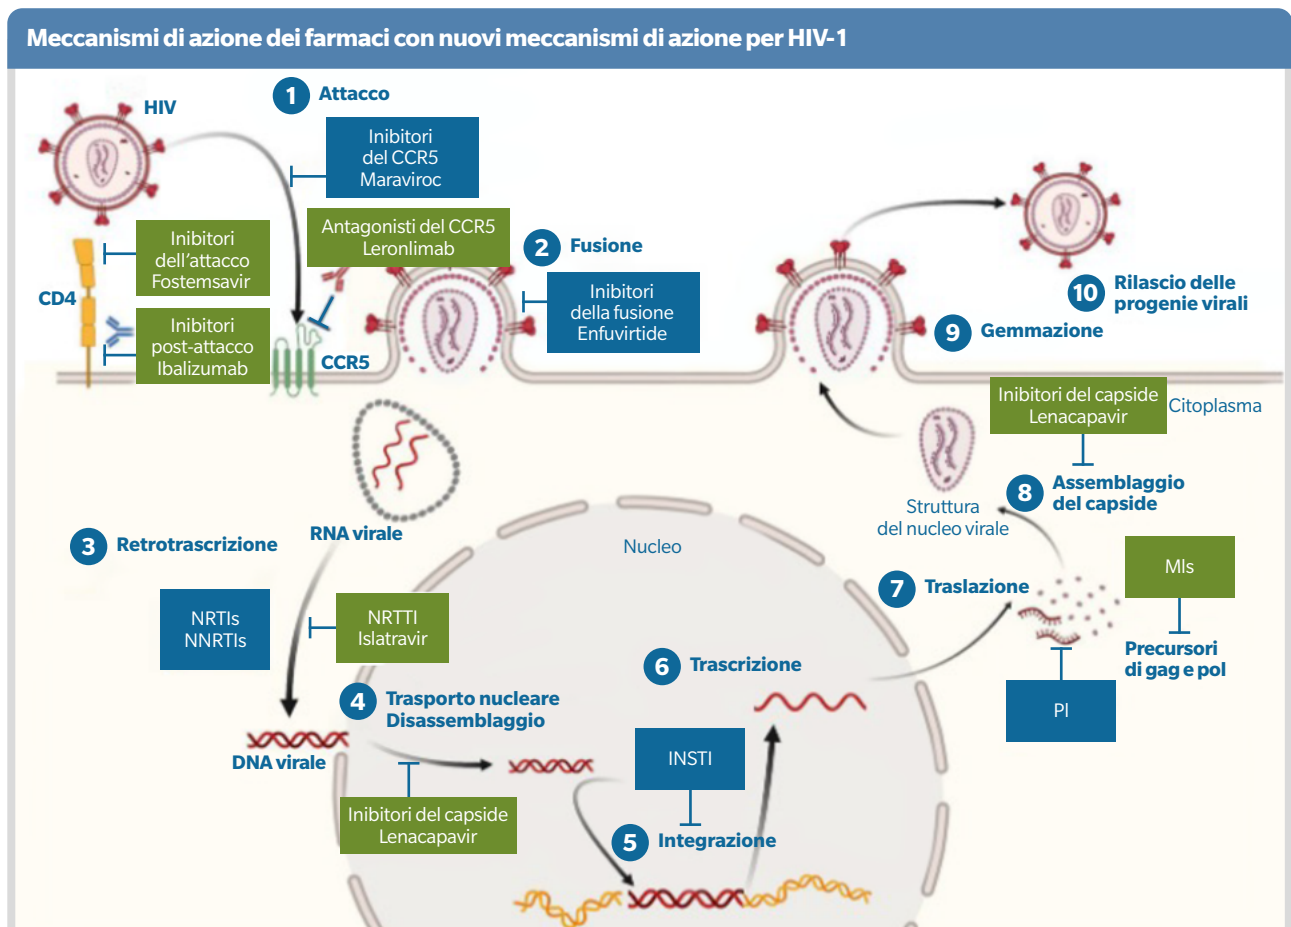 Meccanismi di azione dei farmaci con nuovi meccanismi di azione per HIV-1
HIV
1 Attacco
Inibitori
del CCR5
Maraviroc
Antagonisti del CCR5
Leronlimab
Inibitori
dell'attacco
Fostemsavir
CD4
Inibitori
post-attacco
Ibalizumab
CCR5
2 Fusione
Inibitori
della fusione
Enfuvirtide
10 Rilascio delle
progenie virali
9 Gemmazione
Inibitori del capside
Lenacapavir
Citoplasma
8 Assemblaggio
del capside
Struttura
del nucleo virale
RNA virale
3 Retrotrascrizione
Nucleo
NRTIs
NNRTIs
NRTTI
Islatravir
7 Traslazione
MIs
Precursori
di gag e pol
PI
6 Trascrizione
4 Trasporto nucleare
Disassemblaggio
DNA virale
INSTI
Inibitori del capside
Lenacapavir
5 Integrazione